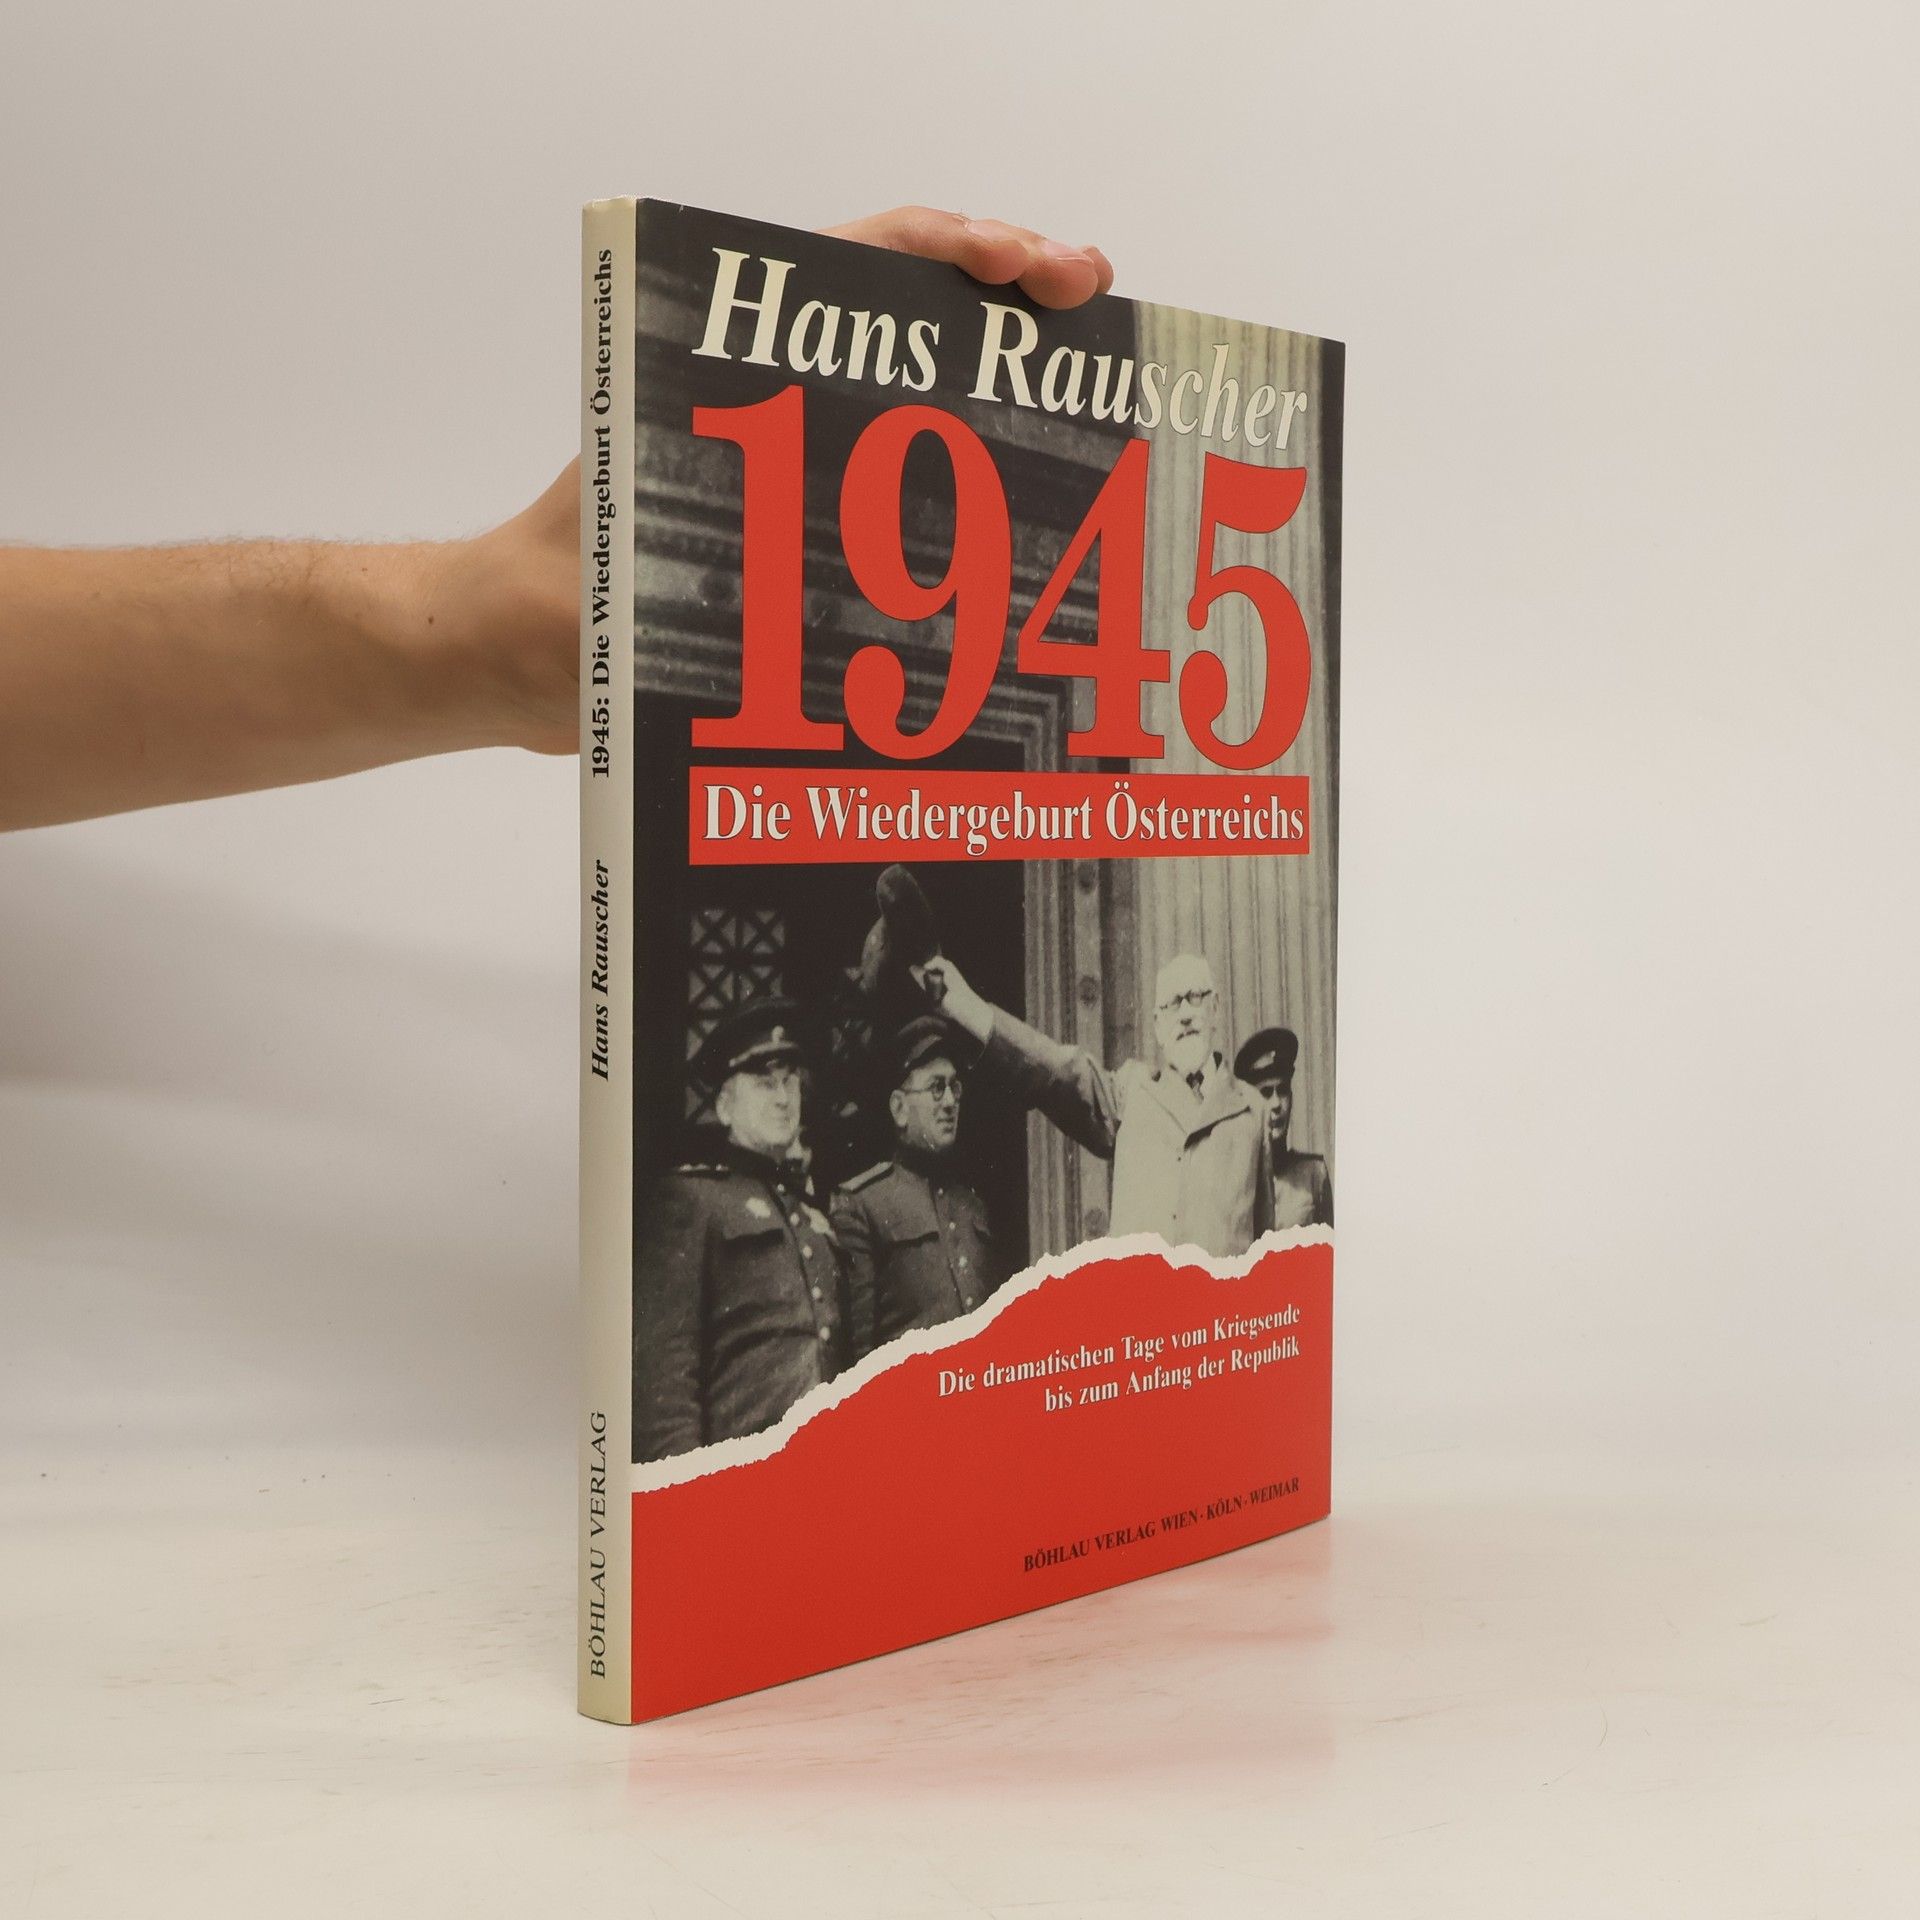 1945: Die Wiedergeburt Österreichs
Hans Rauscher
BÖHLAU VERLAG
Hans Rauscher
1945
Die Wiedergeburt Österreichs
Die dramatischen Tage vom Kriegsende
bis zum Anfang der Republik
BÖHLAU VERLAG WIEN · KÖLN · WEIMAR